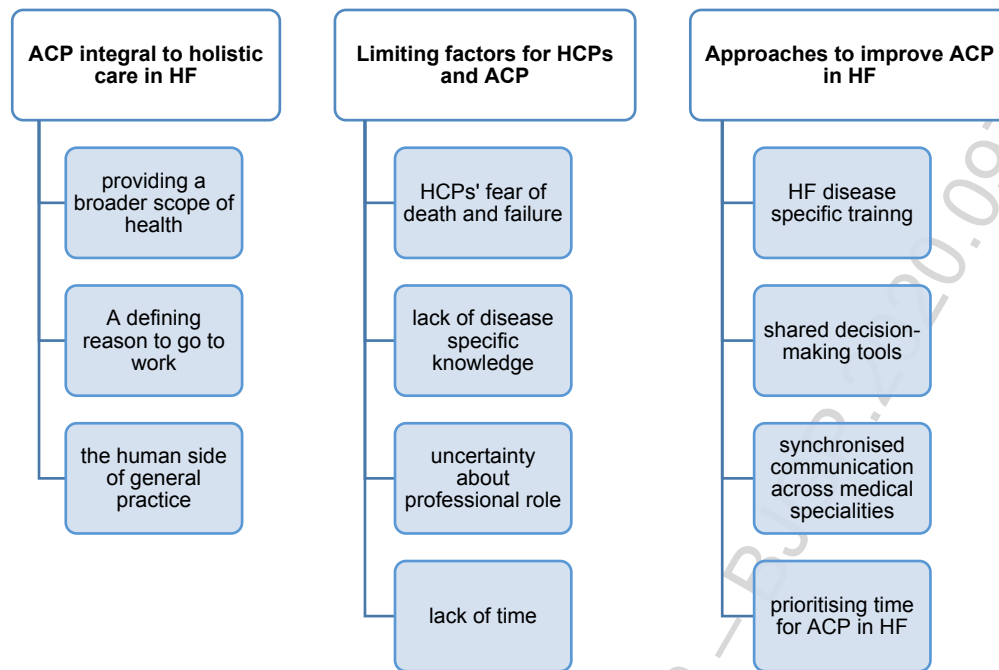 ACP integral to holistic
care in HF
providing a
broader scope of
health
A defining
reason to go to
work
the human side
of general
practice
Limiting factors for HCPs
and ACP
HCPs' fear of
death and failure
lack of disease
specific
knowledge
uncertainty
about
professional role
lack of time
Approaches to improve ACP
in HF
HF disease
specific trainng
shared decision-
making tools
synchronised
communication
across medical
specialities
prioritising time
for ACP in HF